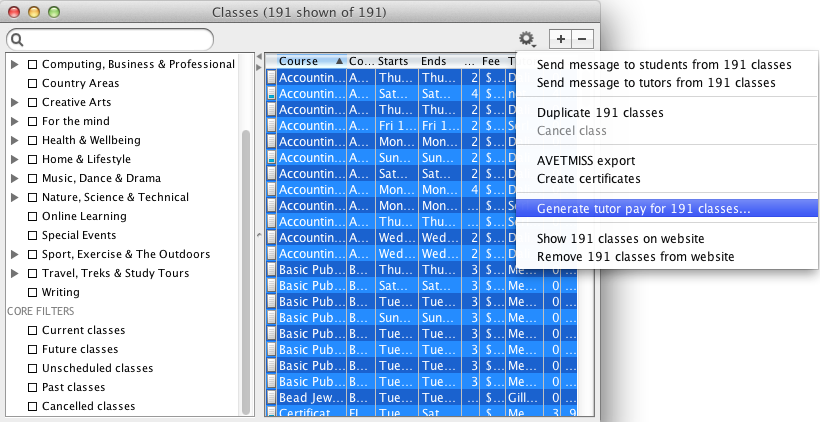 Classes (191 shown of 191)
Computing, Business & Professional
Country Areas
Creative Arts
For the mind
Health & Wellbeing
Home & Lifestyle
Music, Dance & Drama
Nature, Science & Technical
Online Learning
Special Events
Sport, Exercise & The Outdoors
Travel, Treks & Study Tours
Writing
CORE FILTERS
Current classes
Future classes
Unscheduled classes
Past classes
Cancelled classes
Course Co... Starts Ends ... Fee T
Accountin... A... Thu... Thu... 2 $... D
Accountin... A... Sat... Sat... 4 $... n
Accountin... A... Thu... Thu... 2 $... D
Accountin... A... Fri 1... Fri 1... 2 $... S
Accountin... A... Mon... Mon... 2 $... D
Accountin... A... Sun... Sun... 2 $... D
Accountin... A... Sat... Sat... 2 $... D
Accountin... A... Mon... Mon... 4 $... D
Accountin... A... Mon... Mon... $... S
Accountin... A... Thu... Thu... $... D
Accountin... A... Wed... Wed... 2 $... D
Accountin... A... Wed... Wed... 2 $... D
Basic Pub... B... Thu... Thu... 3 $... Me... 0 ...
Basic Pub... B... Sat... Sat... 3 $... Me... 0 ...
Basic Pub... B... Tue... Tue... 3 $... Me... 0 ...
Basic Pub... B... Sun... Sun... 3 $... Me... 0 ...
Basic Pub... B... Tue... Tue... 3 $... Me... 0 ...
Basic Pub... B... Tue... Tue... 3 $... Me... 0 ...
Basic Pub... B... Tue... Tue... 3 $... Me... 0 ...
Basic Pub... B... Tue... Tue... 3 $... Me... 0 ...
Bead Jew... B... Tue... Tue... $... Gill... 0 ...
Certificat... FI... Tue... Sat... $... Me... 3 9
Send message to students from 191 classes
Send message to tutors from 191 classes
Duplicate 191 classes
Cancel class
AVETMISS export
Create certificates
Generate tutor pay for 191 classes...
Show 191 classes on website
Remove 191 classes from website